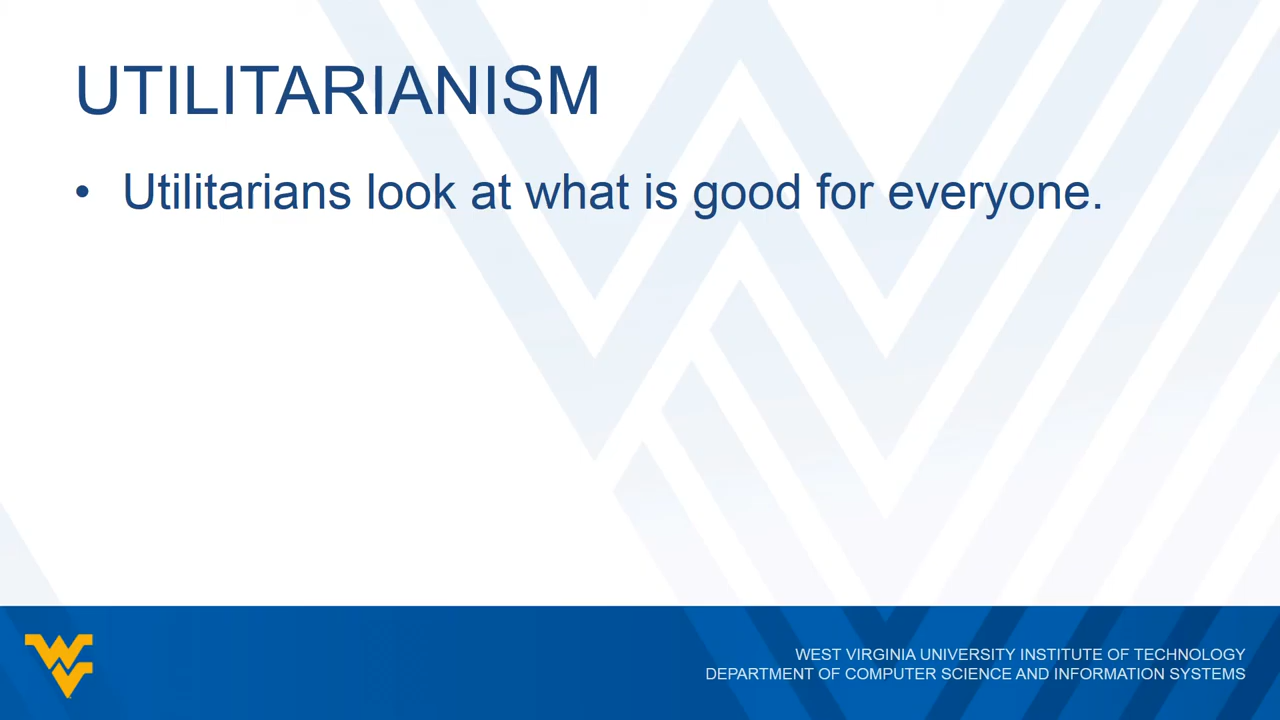 UTILITARIANISM
• Utilitarians look at what is good for everyone.
WEST VIRGINIA UNIVERSITY INSTITUTE OF TECHNOLOGY
DEPARTMENT OF COMPUTER SCIENCE AND INFORMATION SYSTEMS